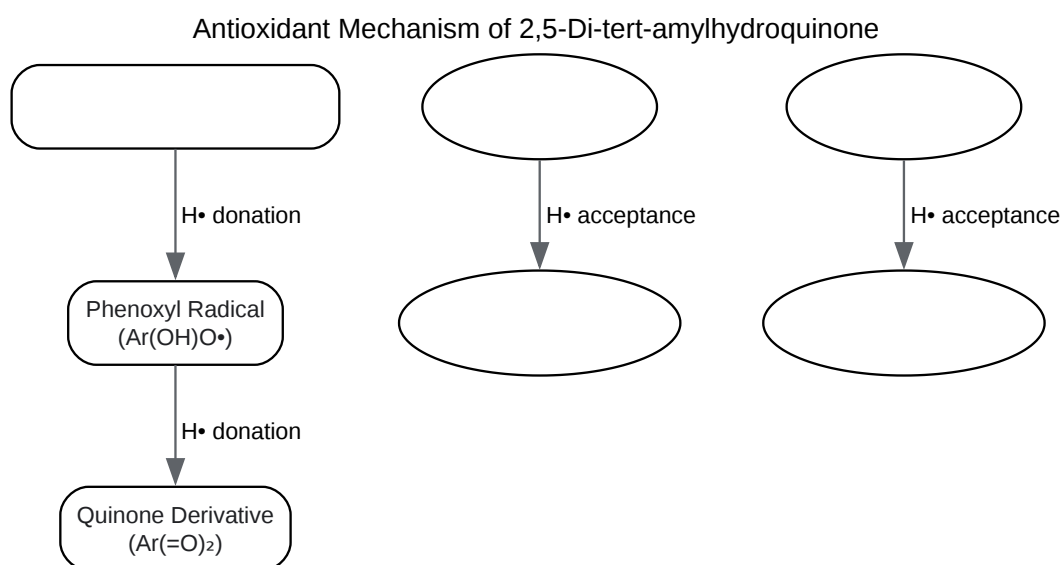 Antioxidant Mechanism of 2,5-Di-tert-amylhydroquinone
H• donation
H• acceptance
H• acceptance
Phenoxyl Radical
(Ar(OH)O•)
H• donation
Quinone Derivative
(Ar(=O)₂)